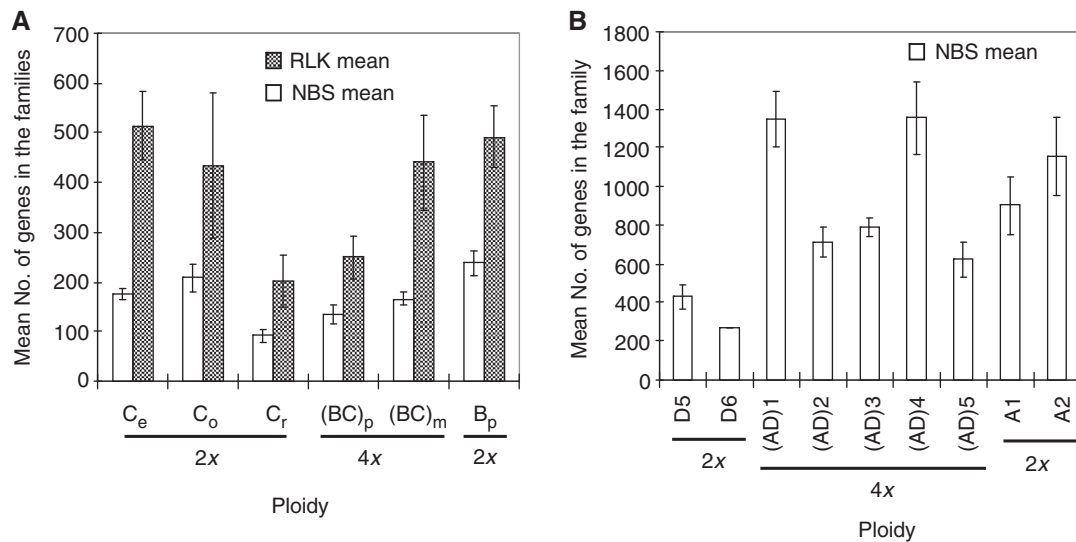 A
Mean No. of genes in the families
700
600
500
400
300
200
100
0
RLK mean
NBS mean
Ce Co Cr (BC)p (BC)m Bp
2x 4x 2x
Ploidy
B
Mean No. of genes in the family
1800
1600
1400
1200
1000
800
600
400
200
0
NBS mean
D5 D6 (AD)1 (AD)2 (AD)3 (AD)4 (AD)5 A1 A2
2x 4x 2x
Ploidy